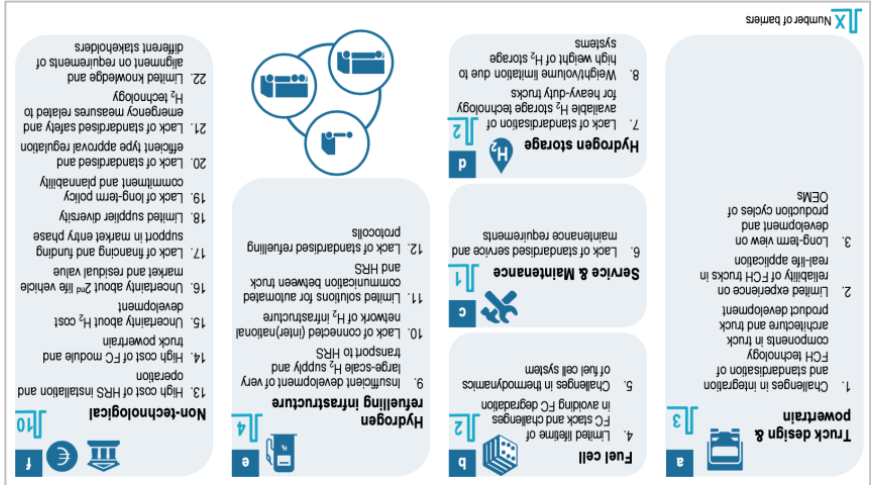 a
Truck design &
powertrain
3
1. Challenges in integration
and standardisation of
FCH technology
components in truck
architecture and truck
product development
2. Limited experience on
reliability of FCH trucks in
real-life application
3. Long-term view on
development and
production cycles of
OEMs
b
Fuel cell
2
4. Limited lifetime of
FC stack and challenges
in avoiding FC degradation
5. Challenges in thermodynamics
of fuel cell system
c
Service & Maintenance
1
6. Lack of standardised service and
maintenance requirements
d
H2
Hydrogen storage
2
7. Lack of standardisation of
available H2 storage technology
for heavy-duty trucks
8. Weight/volume limitation due to
high weight of H2 storage
systems
e
Hydrogen
refuelling infrastructure
4
9. Insufficient development of very
large-scale H2 supply and
transport to HRS
10. Lack of connected (inter)national
network of H2 infrastructure
11. Limited solutions for automated
communication between truck
and HRS
12. Lack of standardised refuelling
protocolls
f
€
Non-technological
10
13. High cost of HRS installation and
operation
14. High cost of FC module and
truck powertrain
15. Uncertainty about H2 cost
development
16. Uncertainty about 2nd life vehicle
market and residual value
17. Lack of financing and funding
support in market entry phase
18. Limited supplier diversity
19. Lack of long-term policy
commitment and plannability
20. Lack of standardised and
efficient type approval regulation
21. Lack of standardised safety and
emergency measures related to
H2 technology
22. Limited knowledge and
alignment on requirements of
different stakeholders
X Number of barriers